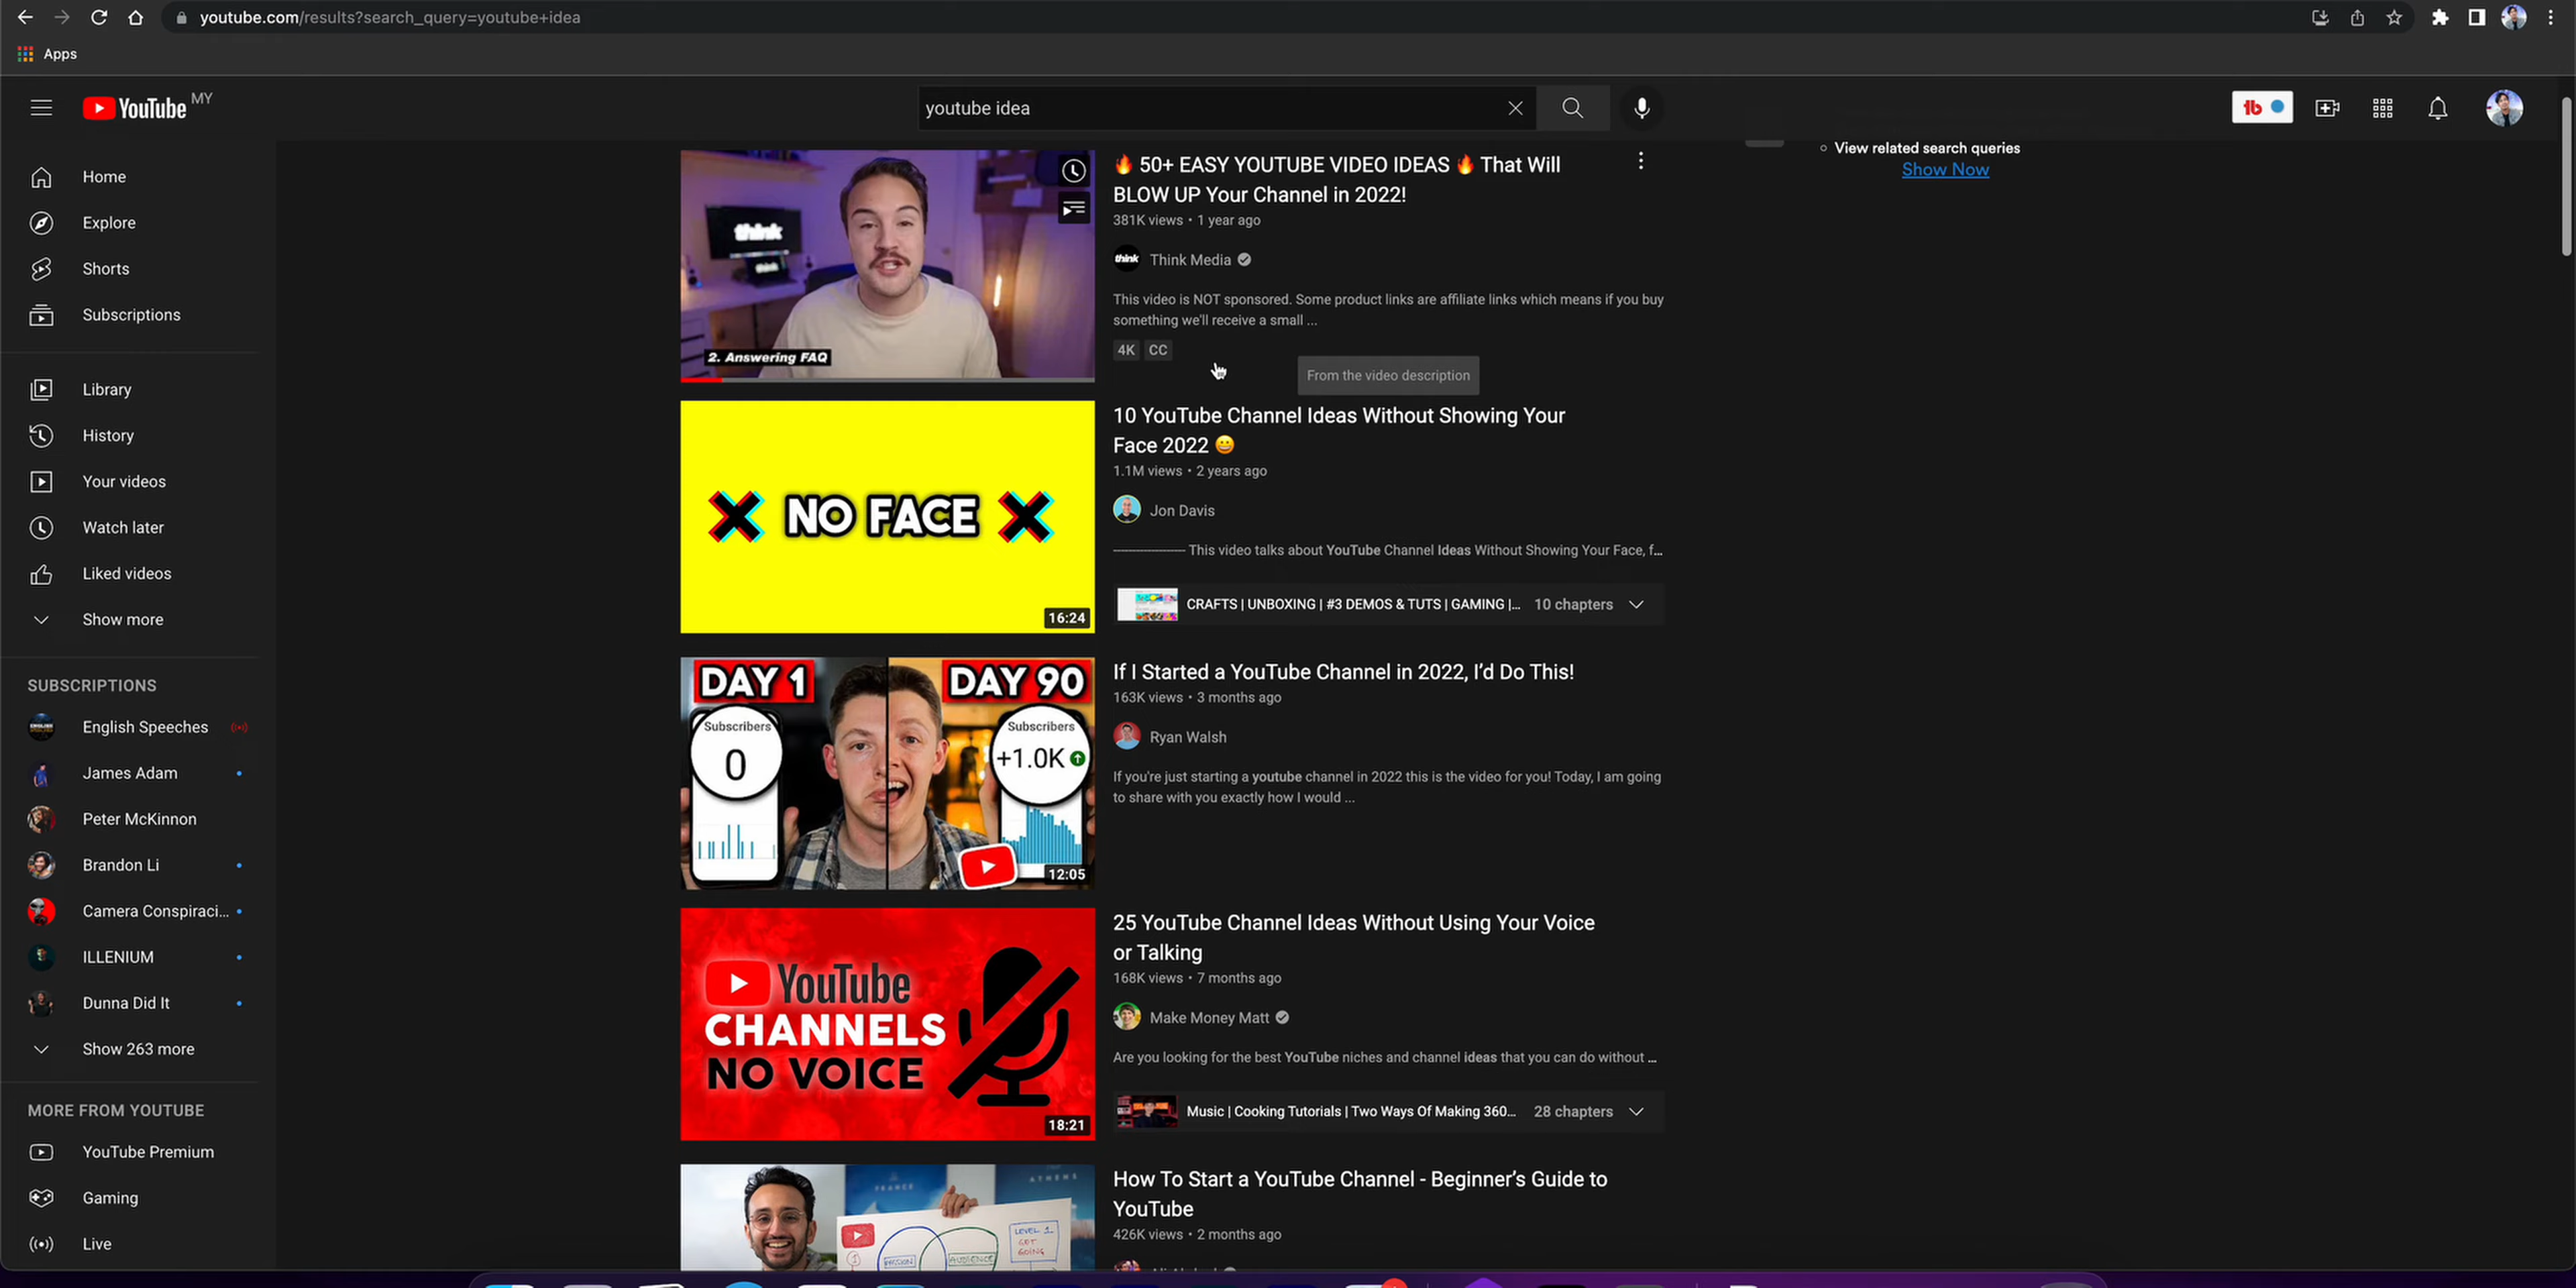 youtube.com/results?search_query=youtube+idea
Apps
YouTube MY
youtube idea
Home
Explore
Shorts
Subscriptions
Library
History
Your videos
Watch later
Liked videos
Show more
SUBSCRIPTIONS
English Speeches
James Adam
Peter McKinnon
Brandon Li
Camera Conspiraci...
ILLENIUM
Dunna Did It
Show 263 more
MORE FROM YOUTUBE
YouTube Premium
Gaming
Live
think
think
2. Answering FAQ
🔥 50+ EASY YOUTUBE VIDEO IDEAS 🔥 That Will
BLOW UP Your Channel in 2022!
381K views • 1 year ago
think Think Media
This video is NOT sponsored. Some product links are affiliate links which means if you buy
something we'll receive a small ...
4K CC
From the video description
NO FACE
16:24
10 YouTube Channel Ideas Without Showing Your
Face 2022 😀
1.1M views • 2 years ago
Jon Davis
------------------ This video talks about YouTube Channel Ideas Without Showing Your Face, f...
CRAFTS | UNBOXING | #3 DEMOS & TUTS | GAMING |... 10 chapters
DAY 1 DAY 90
Subscribers Subscribers
0 +1.0K
12:05
If I Started a YouTube Channel in 2022, I'd Do This!
163K views • 3 months ago
Ryan Walsh
If you're just starting a youtube channel in 2022 this is the video for you! Today, I am going
to share with you exactly how I would ...
YouTube
CHANNELS
NO VOICE
18:21
25 YouTube Channel Ideas Without Using Your Voice
or Talking
168K views • 7 months ago
Make Money Matt
Are you looking for the best YouTube niches and channel ideas that you can do without ...
Music | Cooking Tutorials | Two Ways Of Making 360... 28 chapters
FRANCE ATHENS
AUDIENCE
LEVEL 1
GET
GOING
How To Start a YouTube Channel - Beginner's Guide to
YouTube
426K views • 2 months ago
tb
View related search queries
Show Now